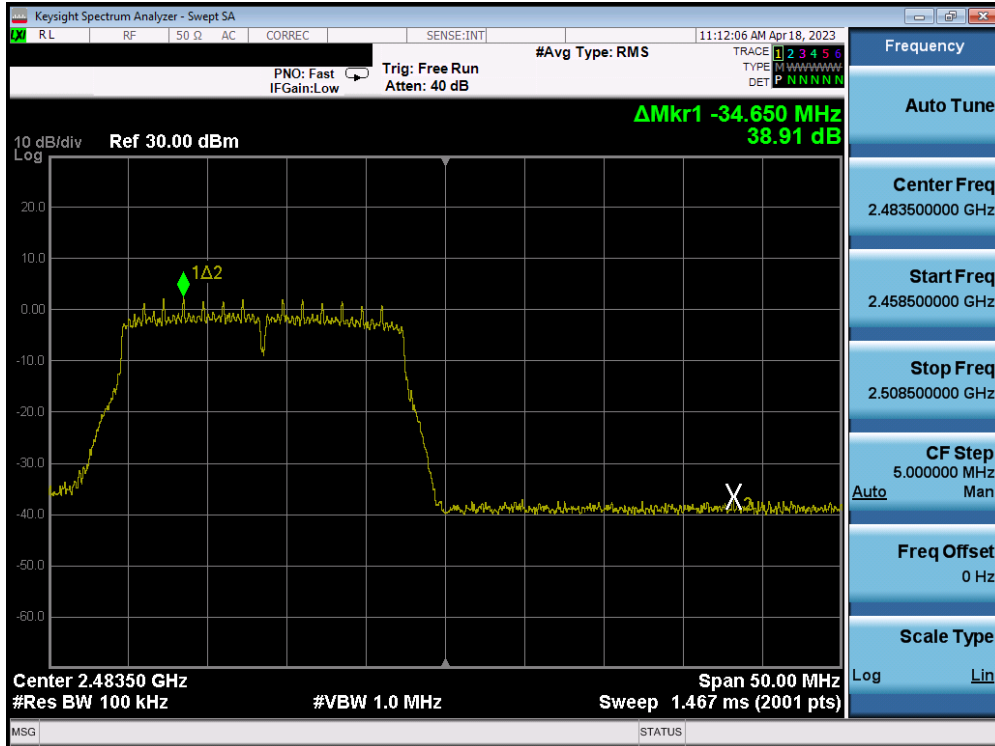 Keysight Spectrum Analyzer - Swept SA
LXI RL RF 50 Ω AC CORREC SENSE:INT 11:12:06 AM Apr 18, 2023
#Avg Type: RMS TRACE 1 2 3 4 5 6
PNO: Fast Trig: Free Run TYPE M WWWWW
IFGain:Low Atten: 40 dB DET P N N N N N
ΔMkr1 -34.650 MHz
38.91 dB
10 dB/div Ref 30.00 dBm
Log
20.0
10.0
1Δ2
0.00
-10.0
-20.0
-30.0
X2
-40.0
-50.0
-60.0
Center 2.48350 GHz Span 50.00 MHz
#Res BW 100 kHz #VBW 1.0 MHz Sweep 1.467 ms (2001 pts)
MSG STATUS
Frequency
Auto Tune
Center Freq
2.483500000 GHz
Start Freq
2.458500000 GHz
Stop Freq
2.508500000 GHz
CF Step
5.000000 MHz
Auto Man
Freq Offset
0 Hz
Scale Type
Log Lin